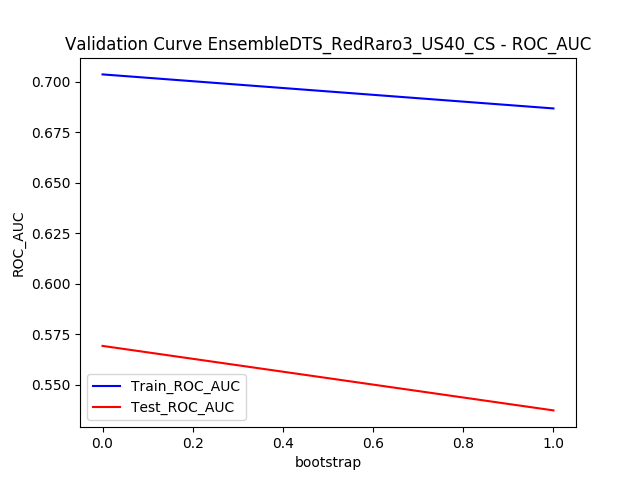 Validation Curve EnsembleDTS_RedRaro3_US40_CS - ROC_AUC
0.700
0.675
0.650
0.625
0.600
0.575
0.550
ROC_AUC
Train_ROC_AUC
Test_ROC_AUC
0.0 0.2 0.4 0.6 0.8 1.0
bootstrap